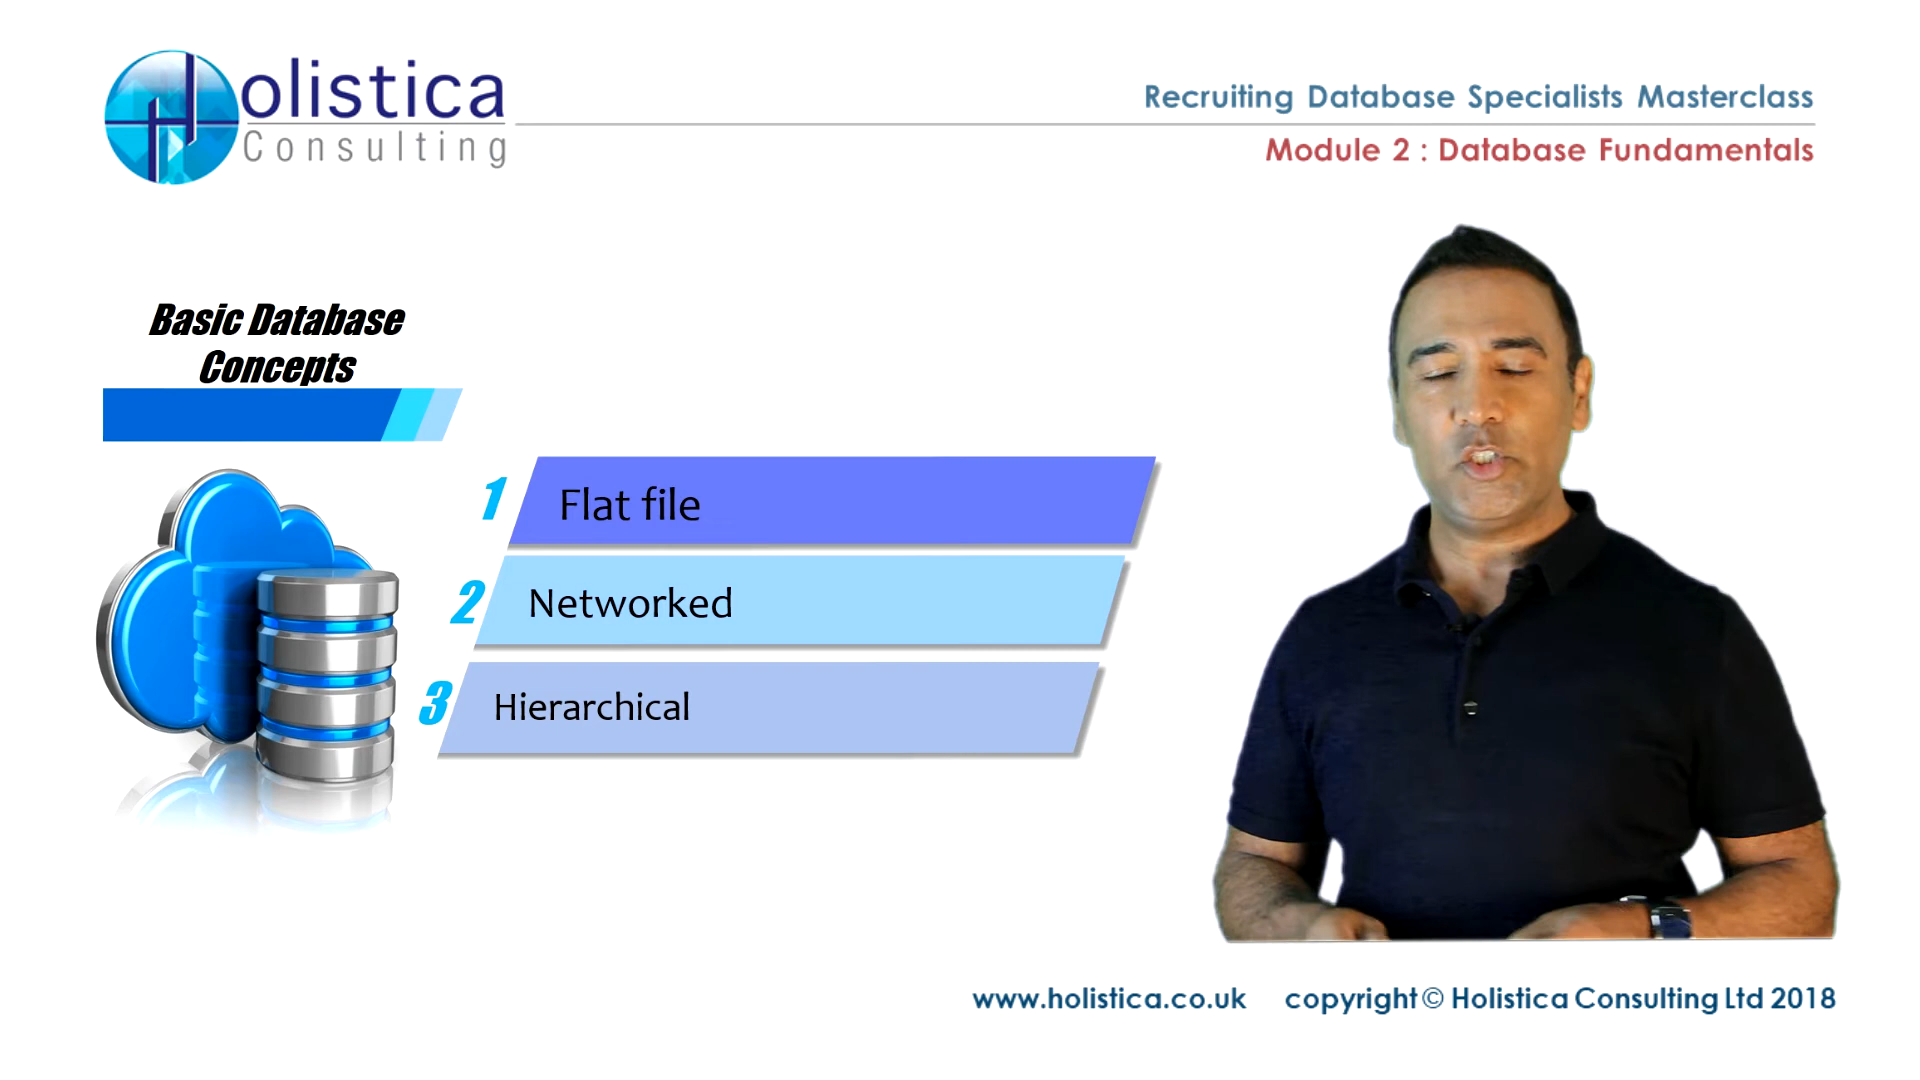 Holistica
Consulting
Recruiting Database Specialists Masterclass
Module 2 : Database Fundamentals
Basic Database
Concepts
1 Flat file
2 Networked
3 Hierarchical
www.holistica.co.uk copyright © Holistica Consulting Ltd 2018